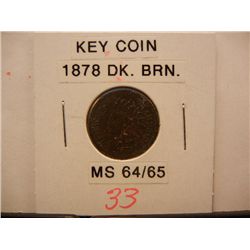 KEY COIN
1878 DK. BRN.
MS 64/65
33